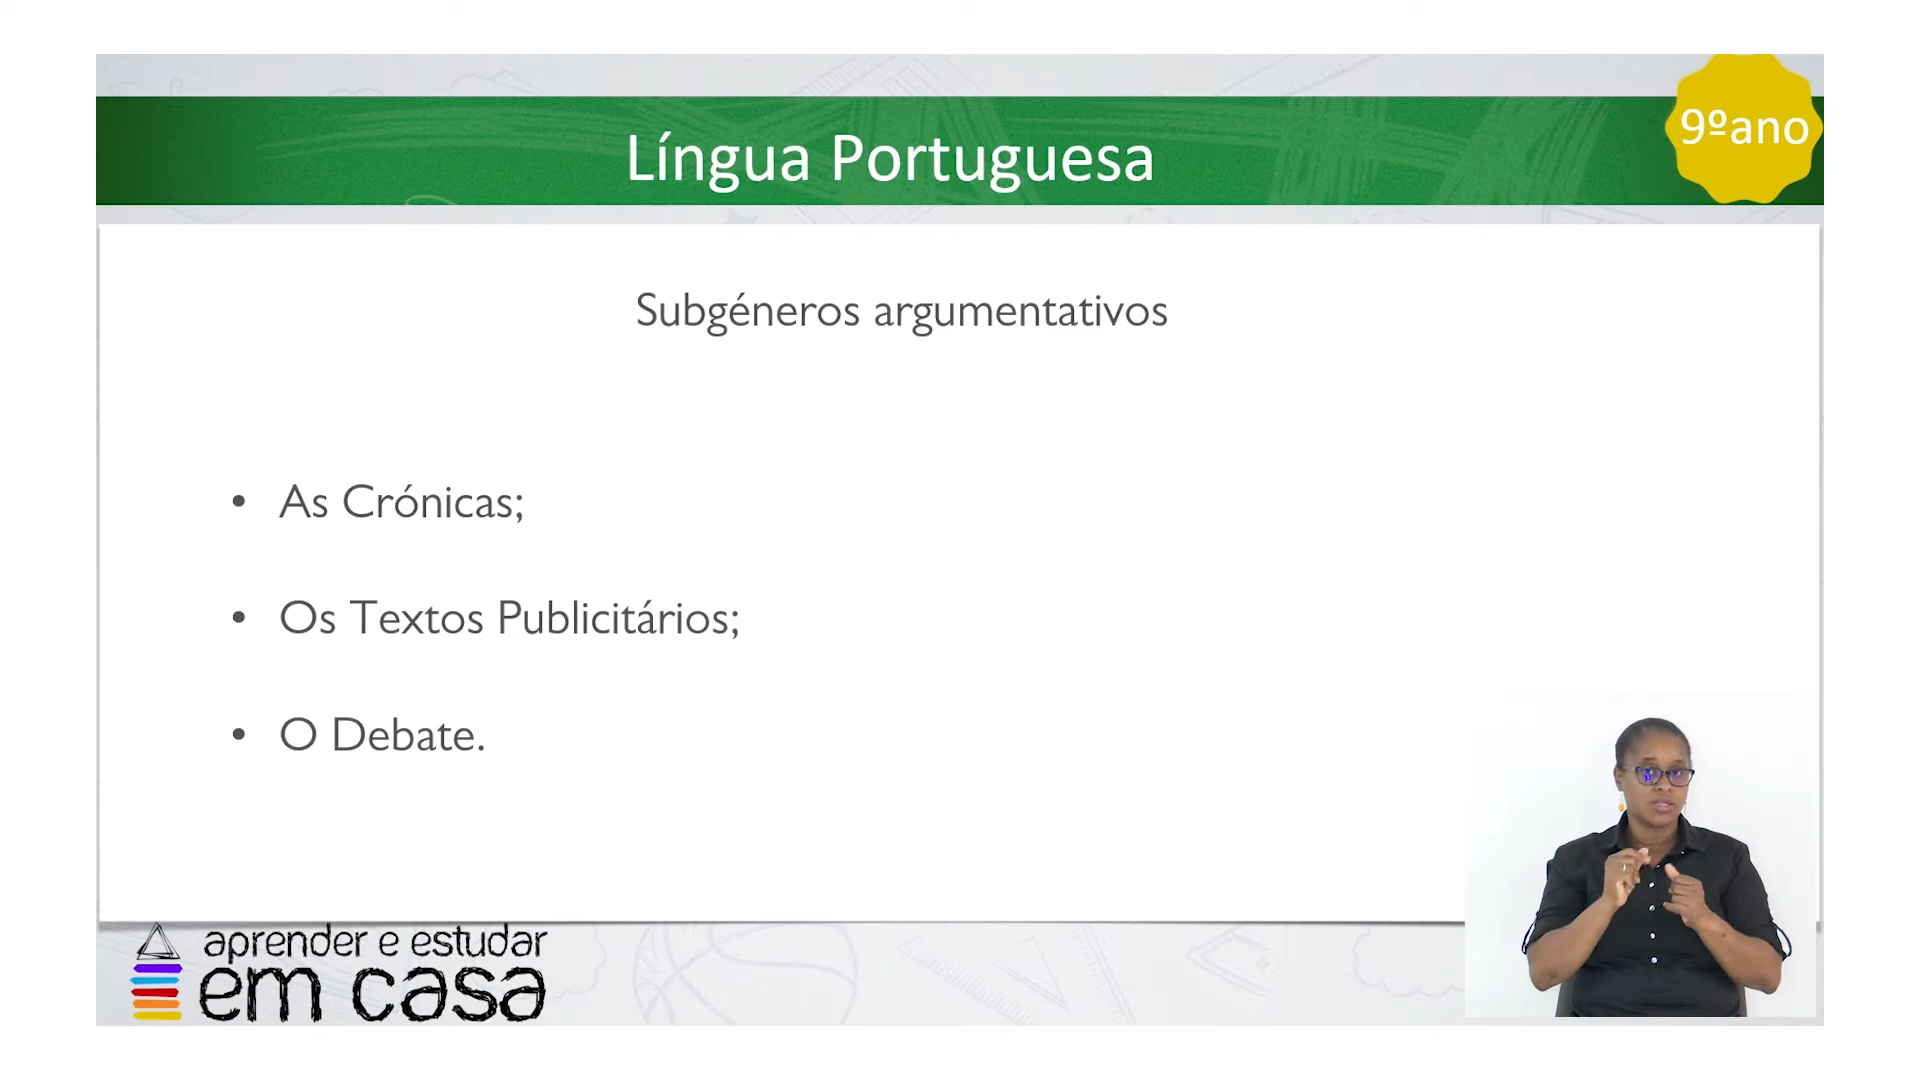 Língua Portuguesa
9ºano
Subgéneros argumentativos
• As Crónicas;
• Os Textos Publicitários;
• O Debate.
aprender e estudar
em casa